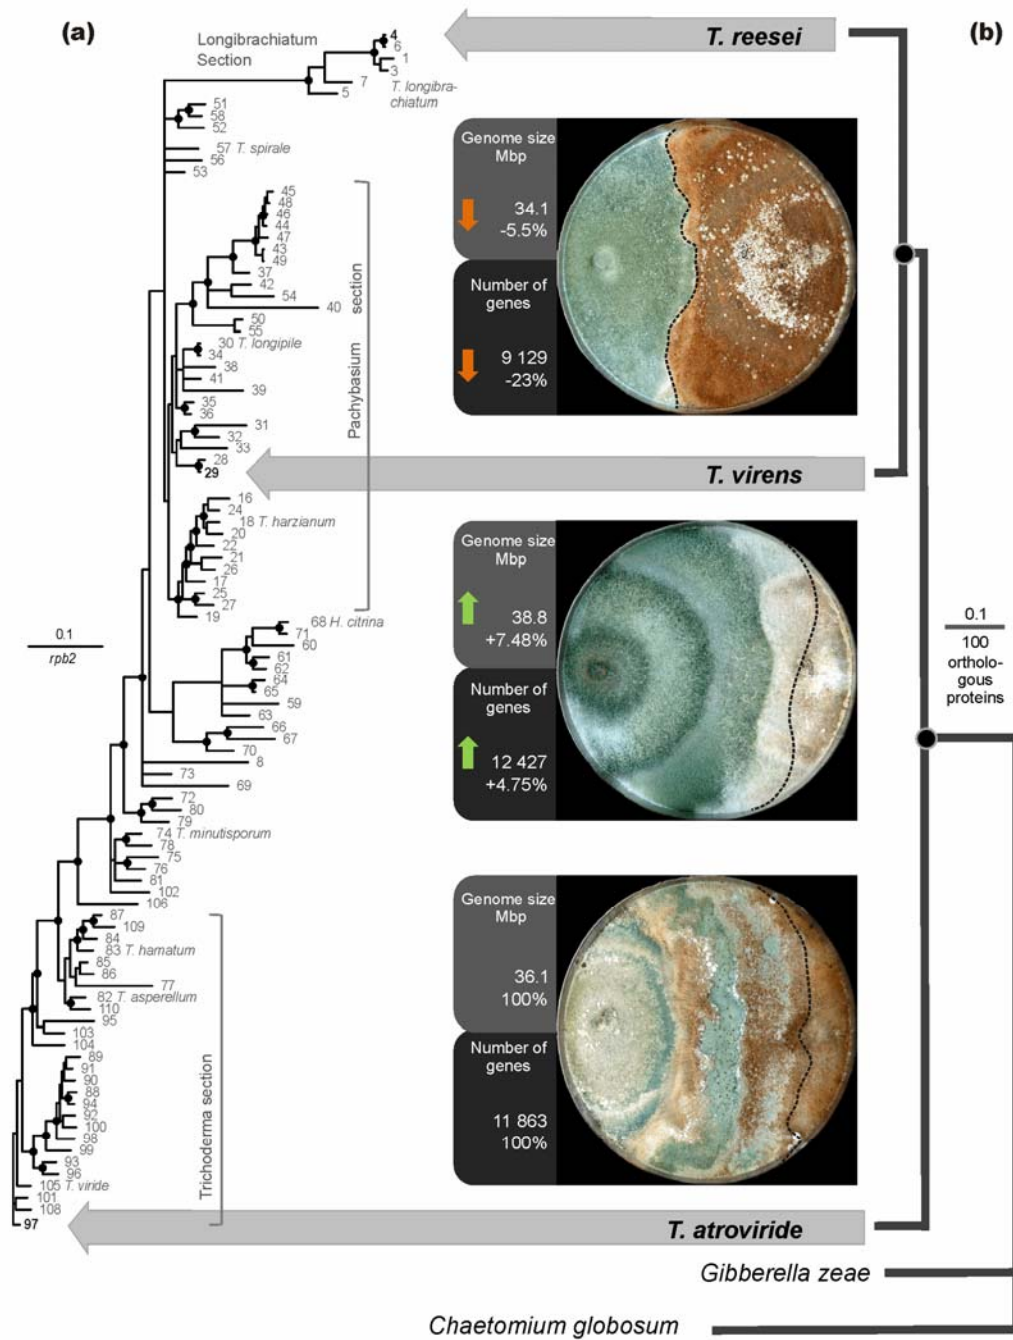 (a)
Longibrachiatum
Section
4
6
1
3
7
T. longibra-
chiatum
5
51
58
52
57 T. spirale
56
53
45
48
46
44
47
43
49
37
42
54
40
50
55
30 T. longipile
34
38
41
39
35
36
31
32
33
28
29
16
24
18 T. harzianum
20
22
21
26
17
25
27
19
Pachybasium section
0.1
rpb2
68 H. citrina
71
60
61
62
64
65
59
63
66
67
70
8
73
69
72
80
79
74 T. minutisporum
78
75
76
81
102
106
87
109
84
83 T. hamatum
85
86
77
82 T. asperellum
110
95
103
104
89
91
90
88
94
92
100
98
99
93
96
105 T. viride
101
108
97
Trichoderma section
(b)
T. reesei
Genome size
Mbp
34.1
-5.5%
Number of
genes
9 129
-23%
T. virens
Genome size
Mbp
38.8
+7.48%
Number of
genes
12 427
+4.75%
0.1
100
ortholo-
gous
proteins
Genome size
Mbp
36.1
100%
Number of
genes
11 863
100%
T. atroviride
Gibberella zeae
Chaetomium globosum